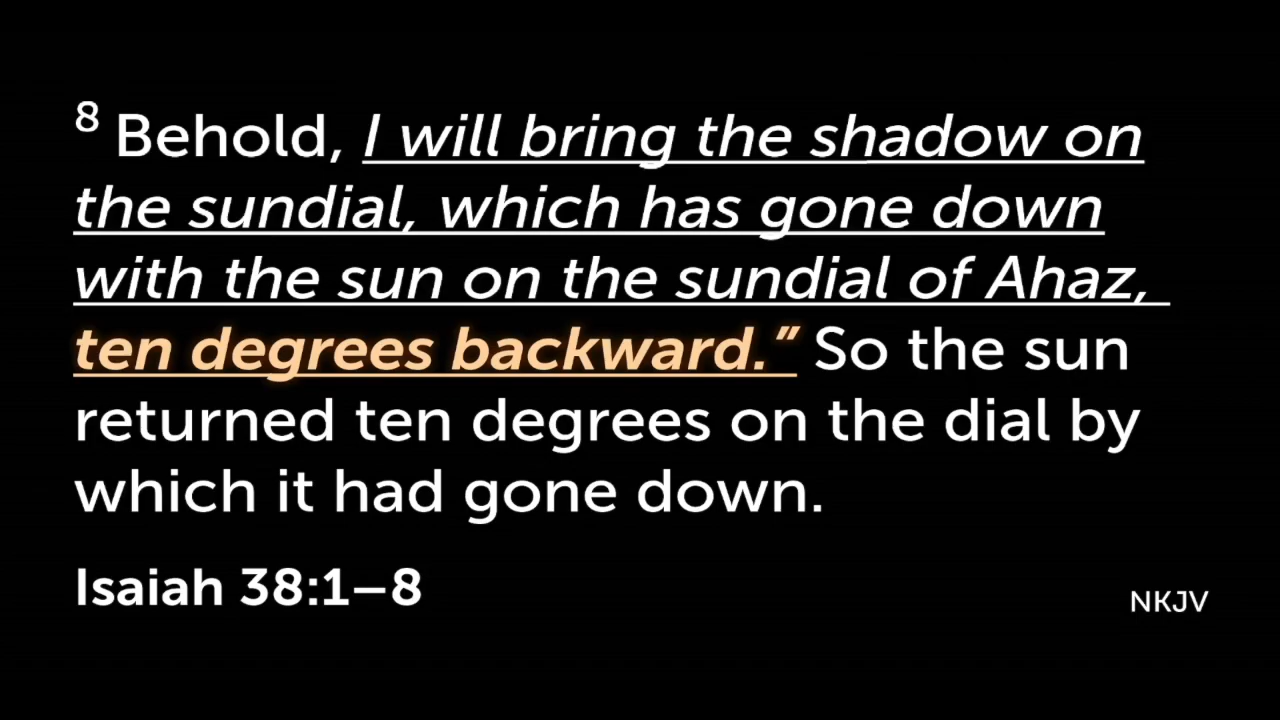 8 Behold, I will bring the shadow on
the sundial, which has gone down
with the sun on the sundial of Ahaz,
ten degrees backward.” So the sun
returned ten degrees on the dial by
which it had gone down.
Isaiah 38:1–8
NKJV